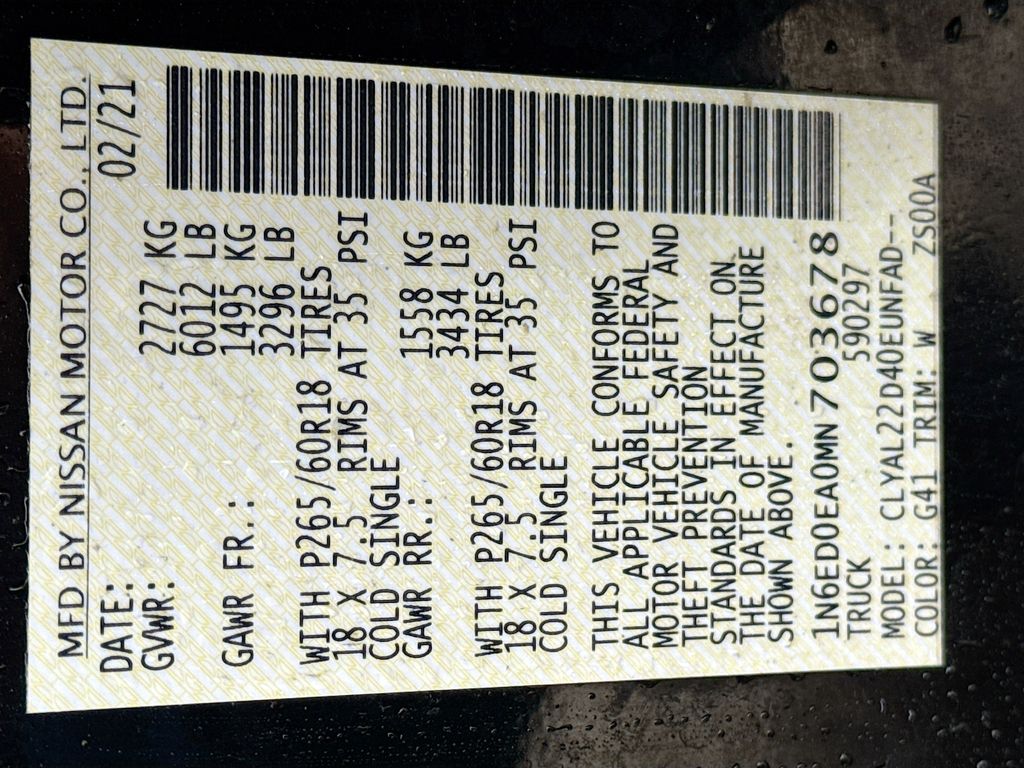 MFD BY NISSAN MOTOR CO., LTD.
DATE: 02/21
GVWR: 2727 KG
6012 LB
GAWR FR.: 1495 KG
3296 LB
WITH P265/60R18 TIRES
18 X 7.5 RIMS AT 35 PSI
COLD SINGLE
GAWR RR.: 1558 KG
3434 LB
WITH P265/60R18 TIRES
18 X 7.5 RIMS AT 35 PSI
COLD SINGLE
THIS VEHICLE CONFORMS TO
ALL APPLICABLE FEDERAL
MOTOR VEHICLE SAFETY AND
THEFT PREVENTION
STANDARDS IN EFFECT ON
THE DATE OF MANUFACTURE
SHOWN ABOVE.
1N6ED0EA0MN703678
TRUCK 590297
MODEL: CLYAL22D40EUNFAD---
COLOR: G41 TRIM: W ZS00A